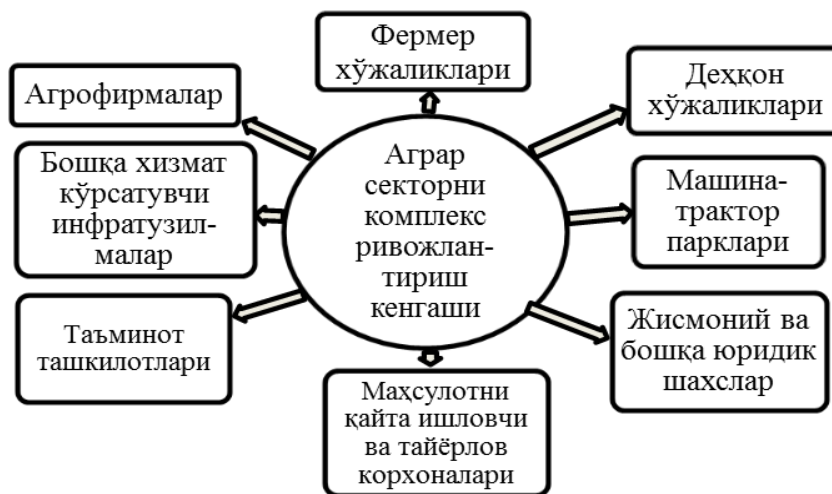 Фермер
хўжаликлари
Агрофирмалар
Деҳқон
хўжаликлари
Бошқа хизмат
кўрсатувчи
инфратузил-
малар
Аграр
секторни
комплекс
ривожлан-
тириш
кенгаши
Машина-
трактор
парклари
Таъминот
ташкилотлари
Жисмоний ва
бошқа юридик
шахслар
Маҳсулотни
қайта ишловчи
ва тайёрлов
корхоналари